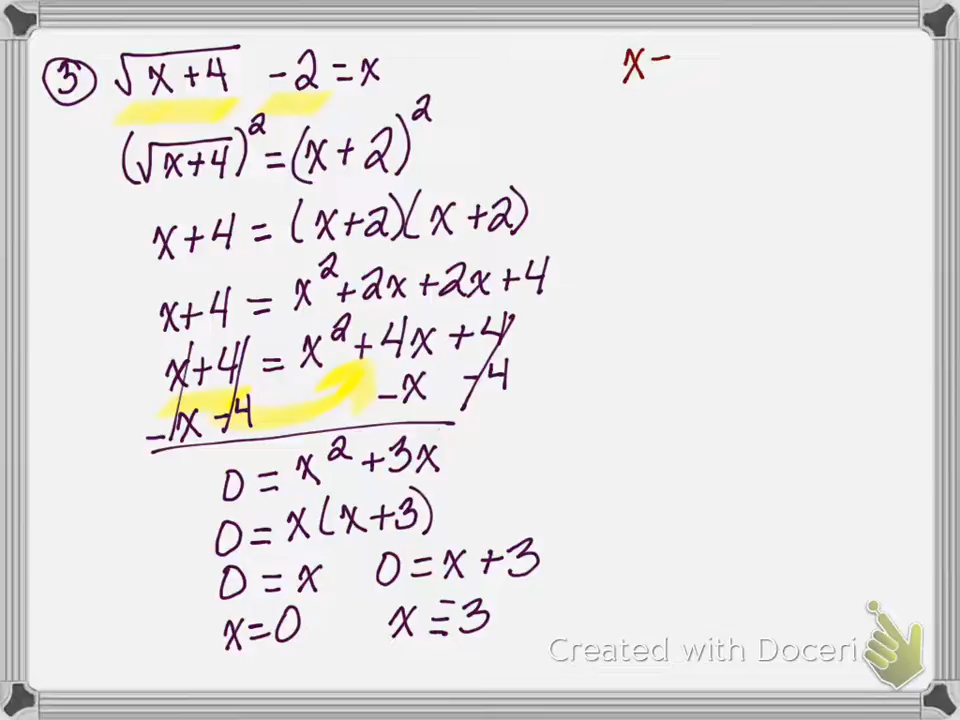 ③ √(x+4) -2 = x
(√(x+4))² = (x+2)²
x+4 = (x+2)(x+2)
x+4 = x²+2x+2x+4
x+4 = x²+4x+4
-x -4 -x -4
0 = x²+3x
0 = x(x+3)
0 = x 0 = x+3
x=0 x=-3
x-
Created with Doceri